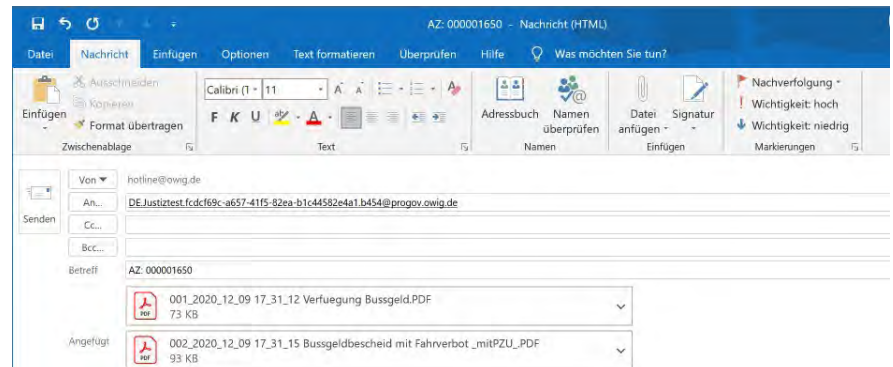 AZ: 000001650 - Nachricht (HTML)
Datei Nachricht Einfügen Optionen Text formatieren Überprüfen Hilfe Was möchten Sie tun?
Einfügen
Ausschneiden
Kopieren
Format übertragen
Zwischenablage
Calibri (T 11
F K U
Text
Adressbuch Namen überprüfen
Namen
Datei anfügen Signatur
Einfügen
Nachverfolgung
Wichtigkeit: hoch
Wichtigkeit: niedrig
Markierungen
Senden
Von hotline@owig.de
An... DE.Justiztest.fcdcf69c-a657-41f5-82ea-b1c44582e4a1.b454@progov.owig.de
Cc...
Bcc...
Betreff AZ: 000001650
Angefügt
PDF 001_2020_12_09 17_31_12 Verfuegung Bussgeld.PDF
73 KB
PDF 002_2020_12_09 17_31_15 Bussgeldbescheid mit Fahrverbot _mitPZU_.PDF
93 KB